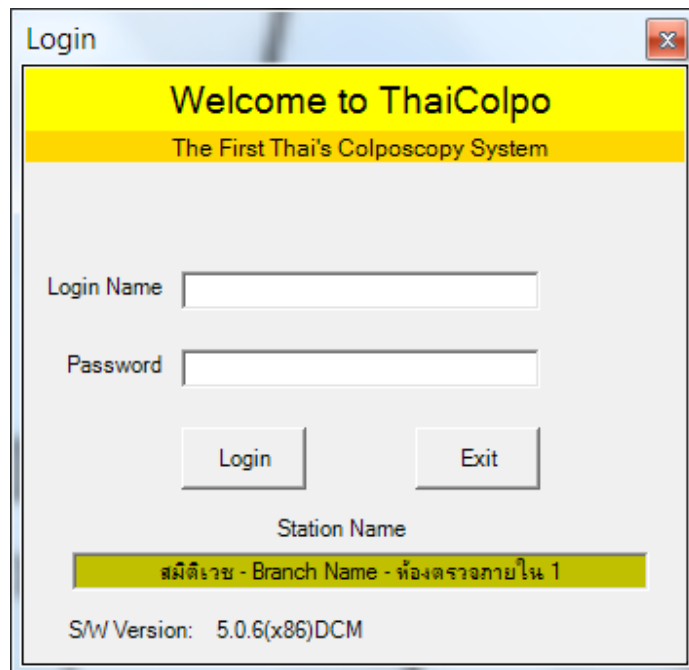 Login
Welcome to ThaiColpo
The First Thai's Colposcopy System
Login Name
Password
Login Exit
Station Name
สมิติเวช - Branch Name - ห้องตรวจภายใน 1
S/W Version: 5.0.6(x86)DCM